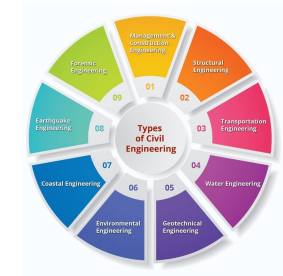 Types
of Civil
Engineering
Management &
Construction
Engineering
01
Structural
Engineering
02
Transportation
Engineering
03
Water Engineering
04
Geotechnical
Engineering
05
Environmental
Engineering
06
Coastal Engineering
07
Earthquake
Engineering
08
Forensic
Engineering
09